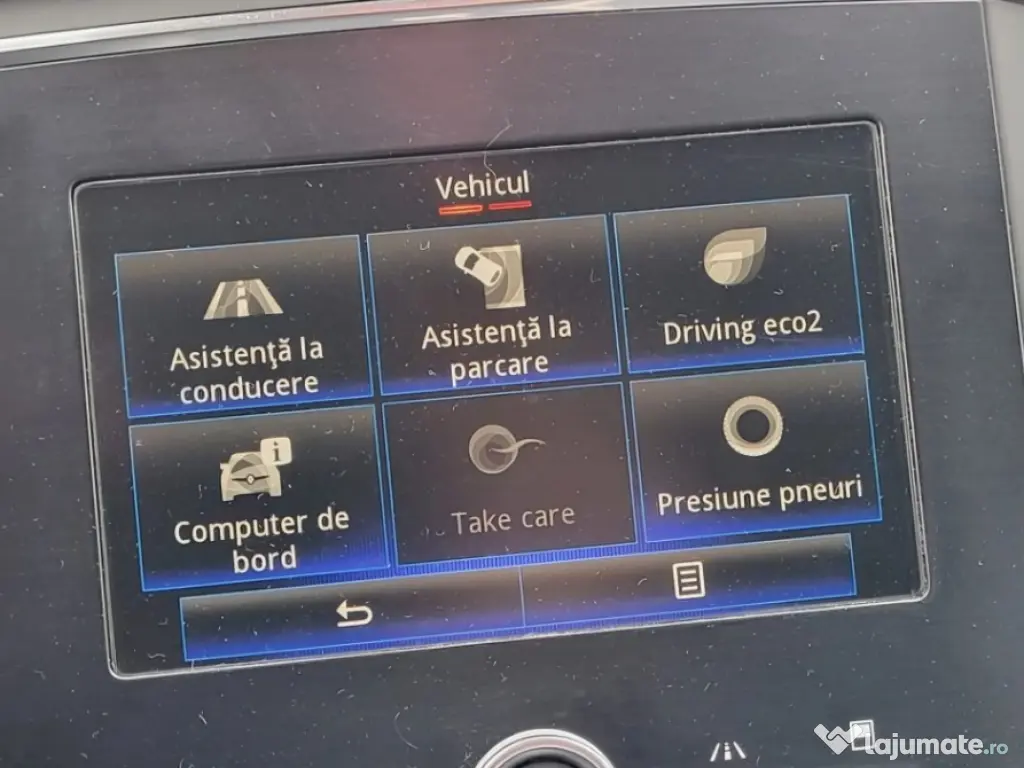 Vehicul
Asistenţă la
conducere
Asistenţă la
parcare
Driving eco2
Computer de
bord
Take care
Presiune pneuri
lajumate.ro